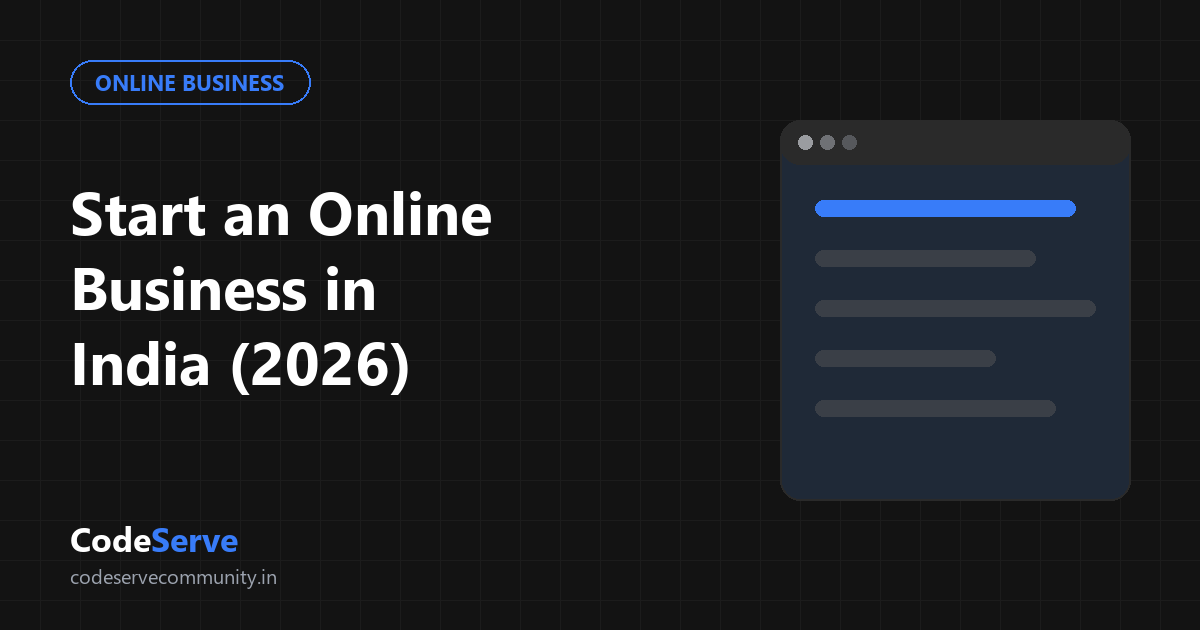 ONLINE BUSINESS
Start an Online
Business in
India (2026)
CodeServe
codeservecommunity.in